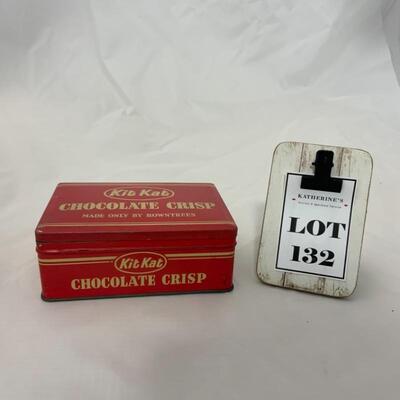 Kit Kat
CHOCOLATE CRISP
MADE ONLY BY ROWNTREES
Kit Kat
CHOCOLATE CRISP
KATHERINE'S
LOT
132